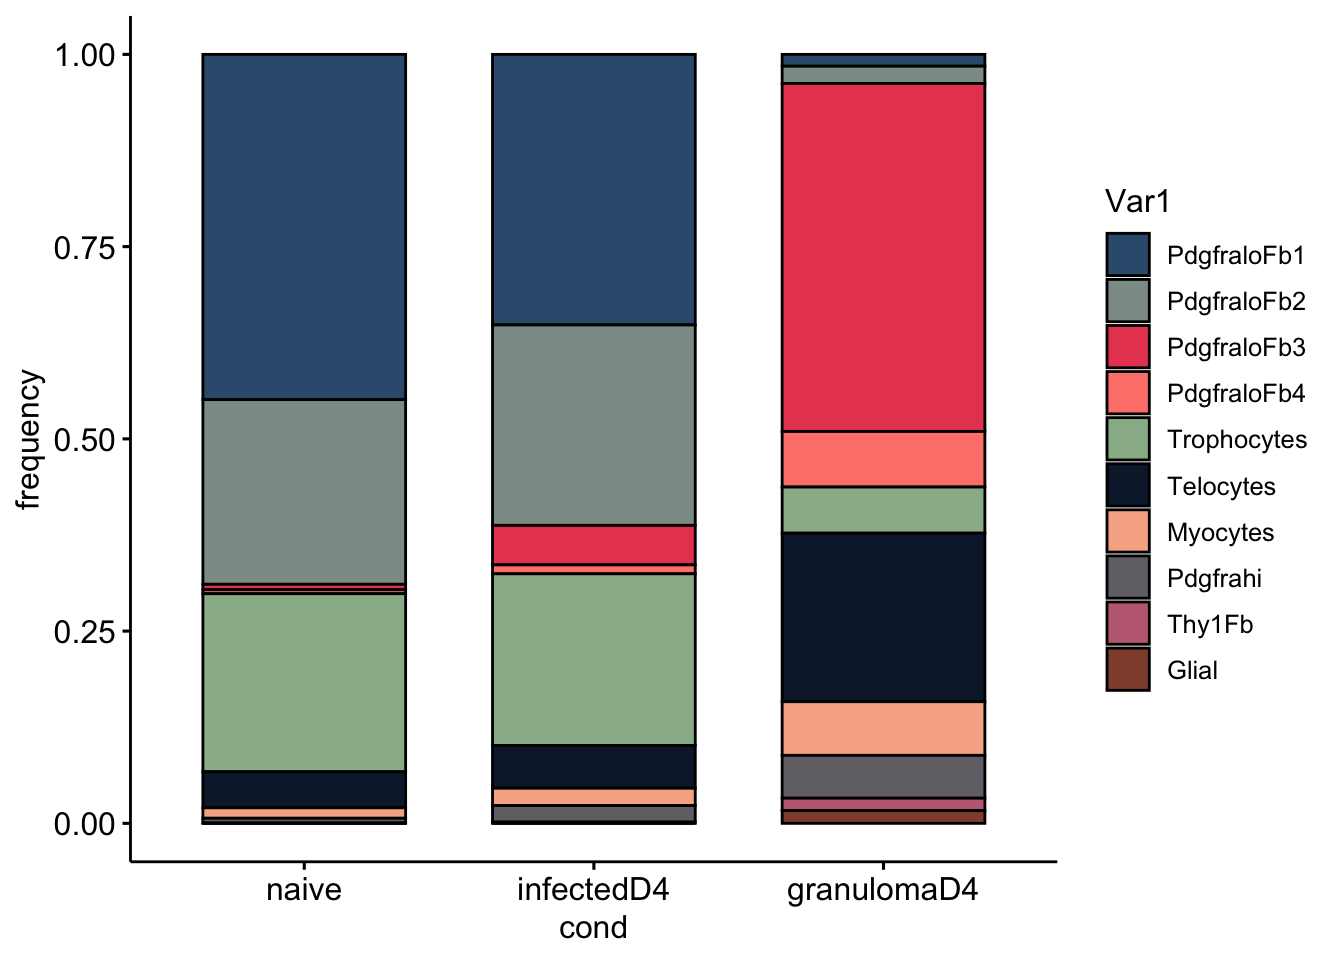 1.00
0.75
0.50
0.25
0.00
frequency
naive
infectedD4
granulomaD4
cond
Var1
PdgfraloFb1
PdgfraloFb2
PdgfraloFb3
PdgfraloFb4
Trophocytes
Telocytes
Myocytes
Pdgfrahi
Thy1Fb
Glial